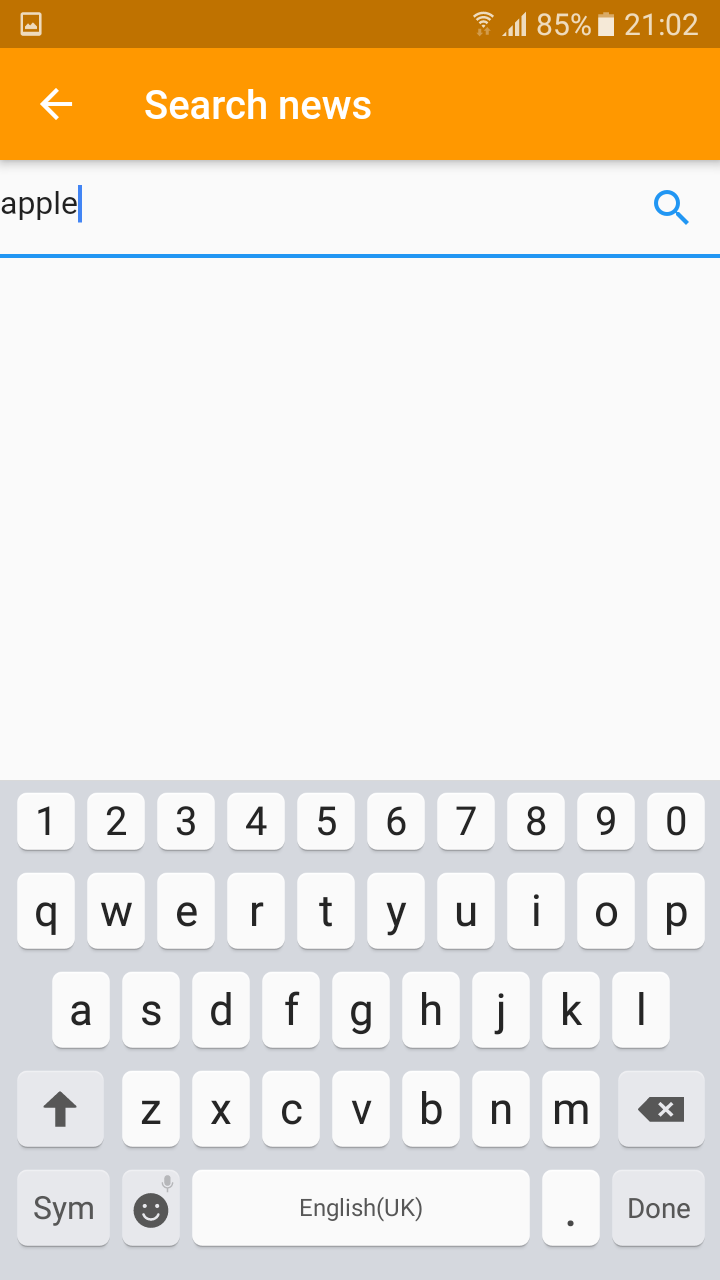 85% 21:02
Search news
apple
1 2 3 4 5 6 7 8 9 0
q w e r t y u i o p
a s d f g h j k l
z x c v b n m
Sym English(UK) . Done